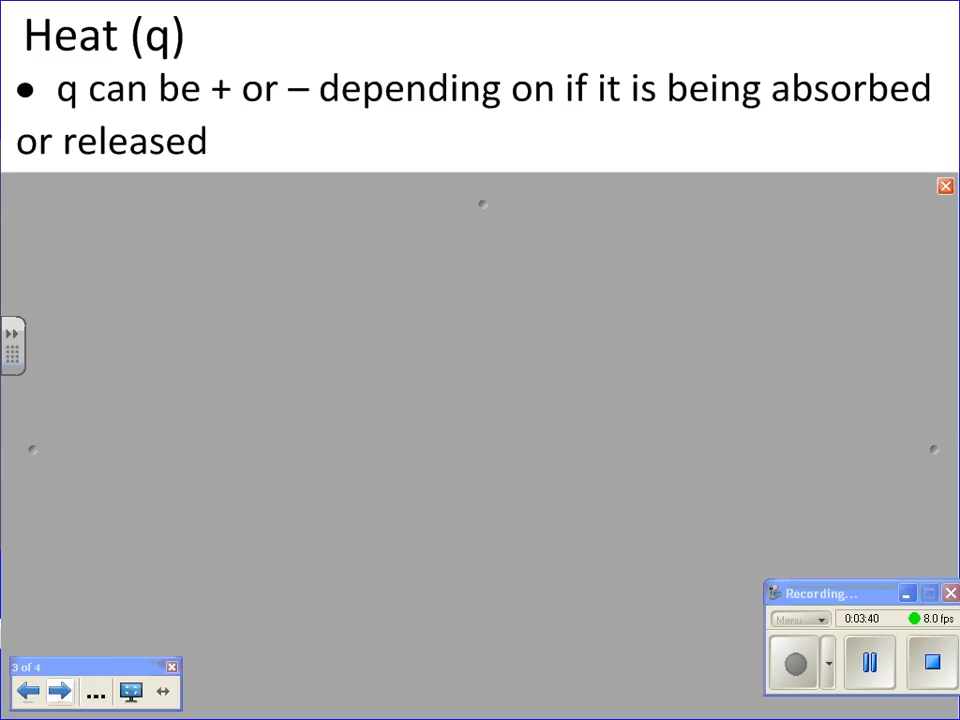 Heat (q)
• q can be + or – depending on if it is being absorbed
or released
Recording...
Menu
0:03:40
8.0 fps
3 of 4
...